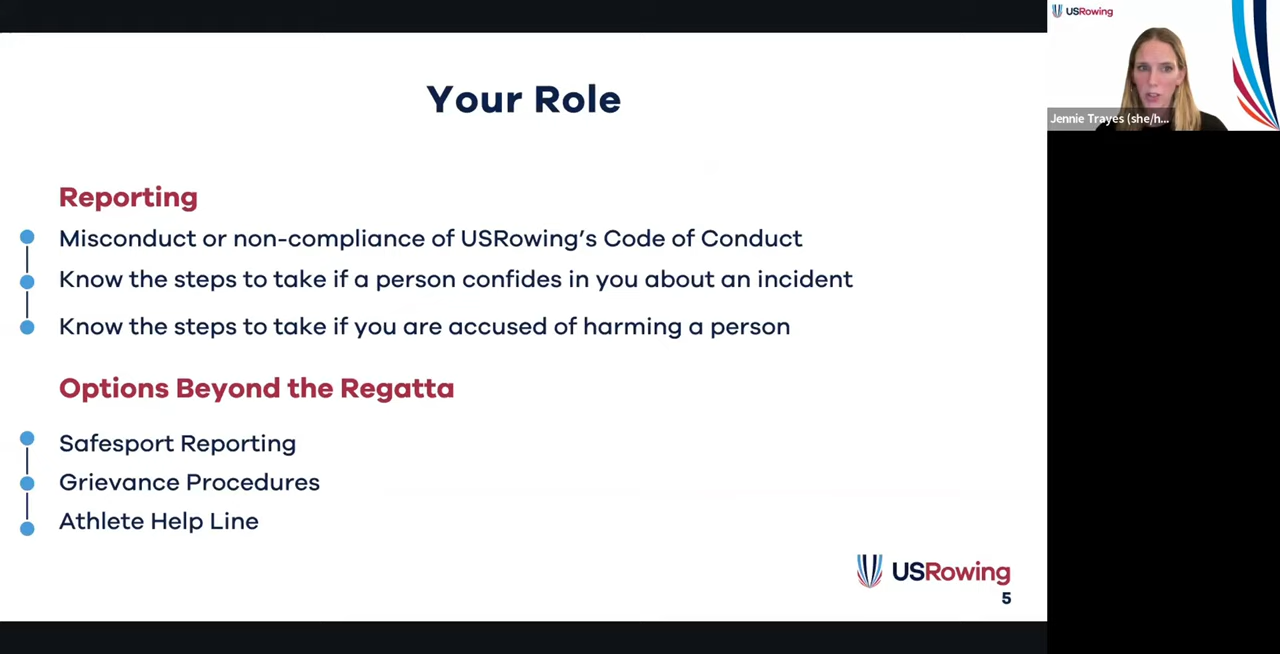 Your Role
Reporting
Misconduct or non-compliance of USRowing’s Code of Conduct
Know the steps to take if a person confides in you about an incident
Know the steps to take if you are accused of harming a person
Options Beyond the Regatta
Safesport Reporting
Grievance Procedures
Athlete Help Line
USRowing
5
USRowing
Jennie Trayes (she/h...